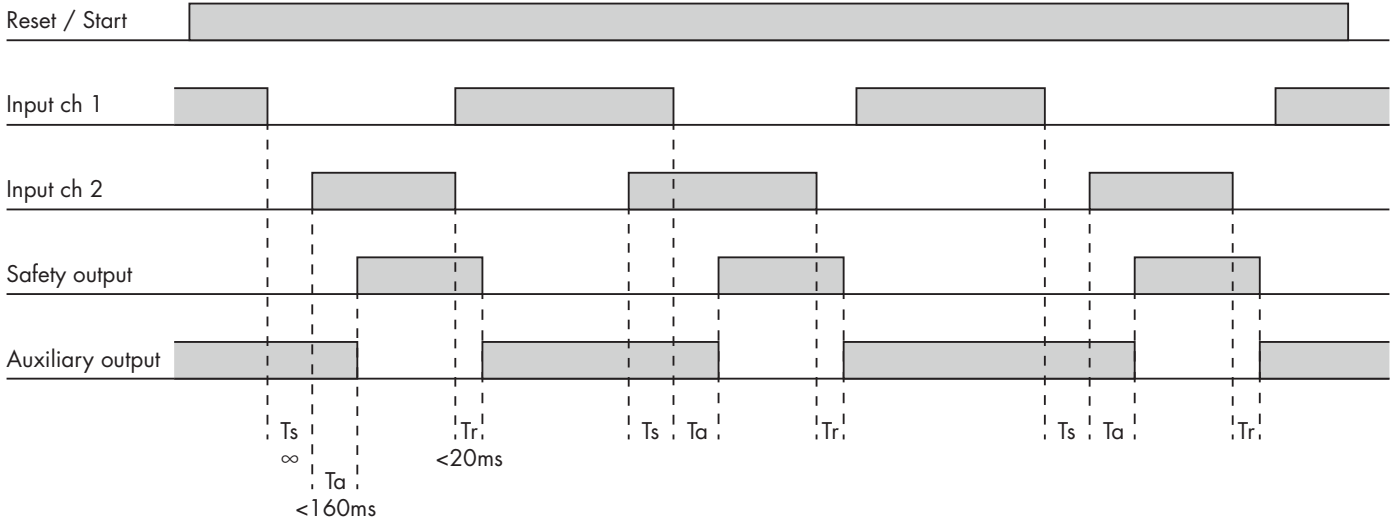 Reset / Start
Input ch 1
Input ch 2
Safety output
Auxiliary output
Ts Tr Ts Ta Tr Ts Ta Tr
∞ <20ms
Ta
<160ms